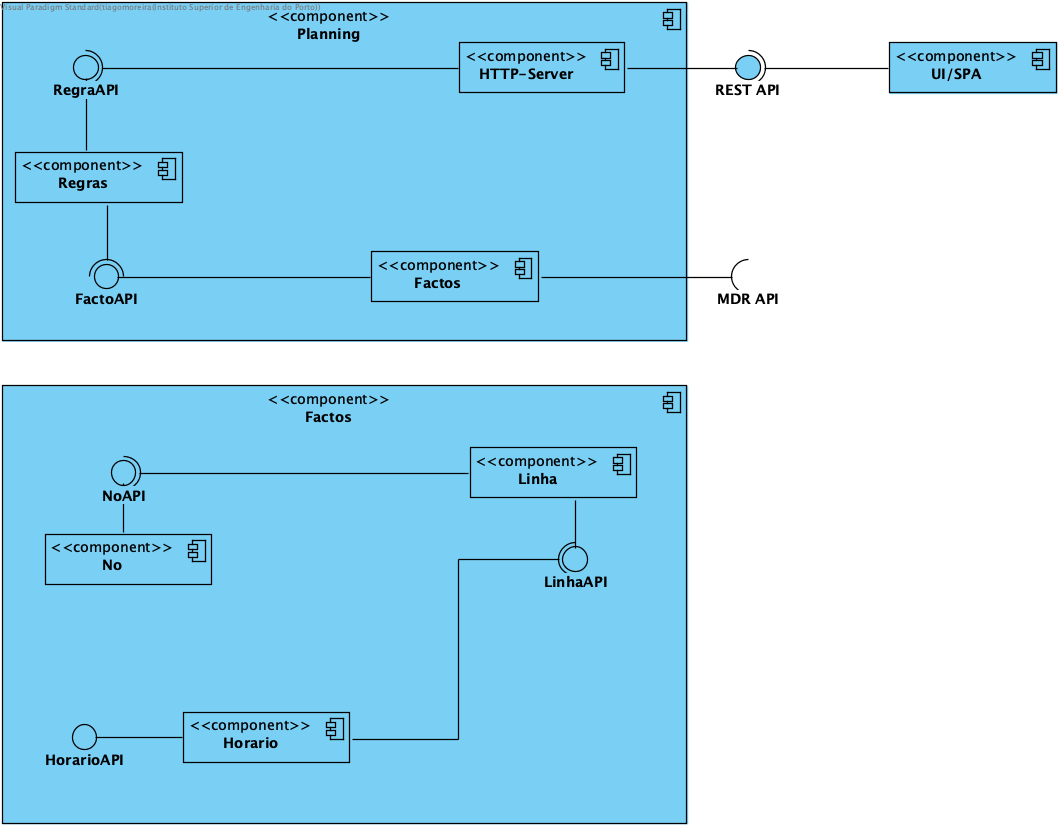 Visual Paradigm Standard(tiagomoreira(Instituto Superior de Engenharia do Porto))
<<component>>
Planning
<<component>>
HTTP-Server
<<component>>
UI/SPA
RegraAPI
REST API
<<component>>
Regras
<<component>>
Factos
FactoAPI
MDR API
<<component>>
Factos
<<component>>
Linha
NoAPI
<<component>>
No
LinhaAPI
<<component>>
Horario
HorarioAPI